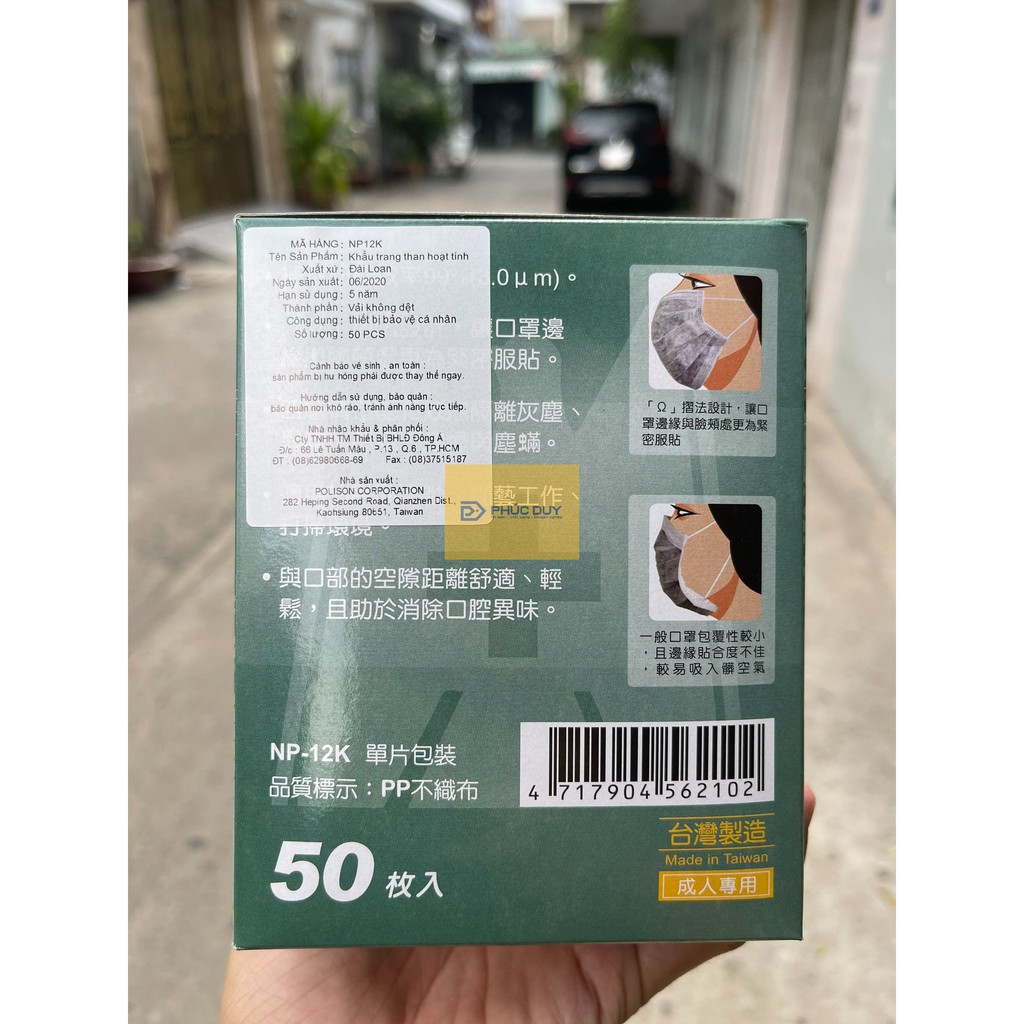 MÃ HÀNG : NP12K
Tên Sản Phẩm : Khẩu trang than hoạt tính
Xuất xứ : Đài Loan
Ngày sản xuất : 06/2020
Hạn sử dụng : 5 năm
Thành phần : Vải không dệt
Công dụng : thiết bị bảo vệ cá nhân
Số lượng : 50 PCS
Cảnh báo vê sinh , an toàn :
sản phẩm bị hư hỏng phải được thay thế ngay.
Hướng dẫn sử dụng, bảo quản :
bảo quản nơi khô ráo, tránh ánh nắng trực tiếp.
Nhà nhâp khẩu & phân phối :
Cty TNHH TM Thiết Bị BHLĐ Đông Á
Đ/c : 66 Lê Tuấn Mâu , P.13 , Q.6 , TP.HCM
ĐT : (08)62980668-69 Fax : (08)37515187
Nhà sản xuất :
POLISON CORPORATION
282 Heping Second Road, Qianzhen Dist.,
Kaohsiung 80651, Taiwan
.0μm)。
口罩邊
服貼。
離灰塵、
塵蟎。
藝工作、
打掃環境。
PHÚC DUY
•與口部的空隙距離舒適、輕
鬆,且助於消除口腔異味。
「Ω」摺法設計,讓口
罩邊緣與臉頰處更為緊
密服貼
一般口罩包覆性較小
·且邊緣貼合度不佳
·較易吸入髒空氣
NP-12K 單片包裝
品質標示:PP不織布
50 枚入
4 717904 562102
台灣製造
Made in Taiwan
成人專用